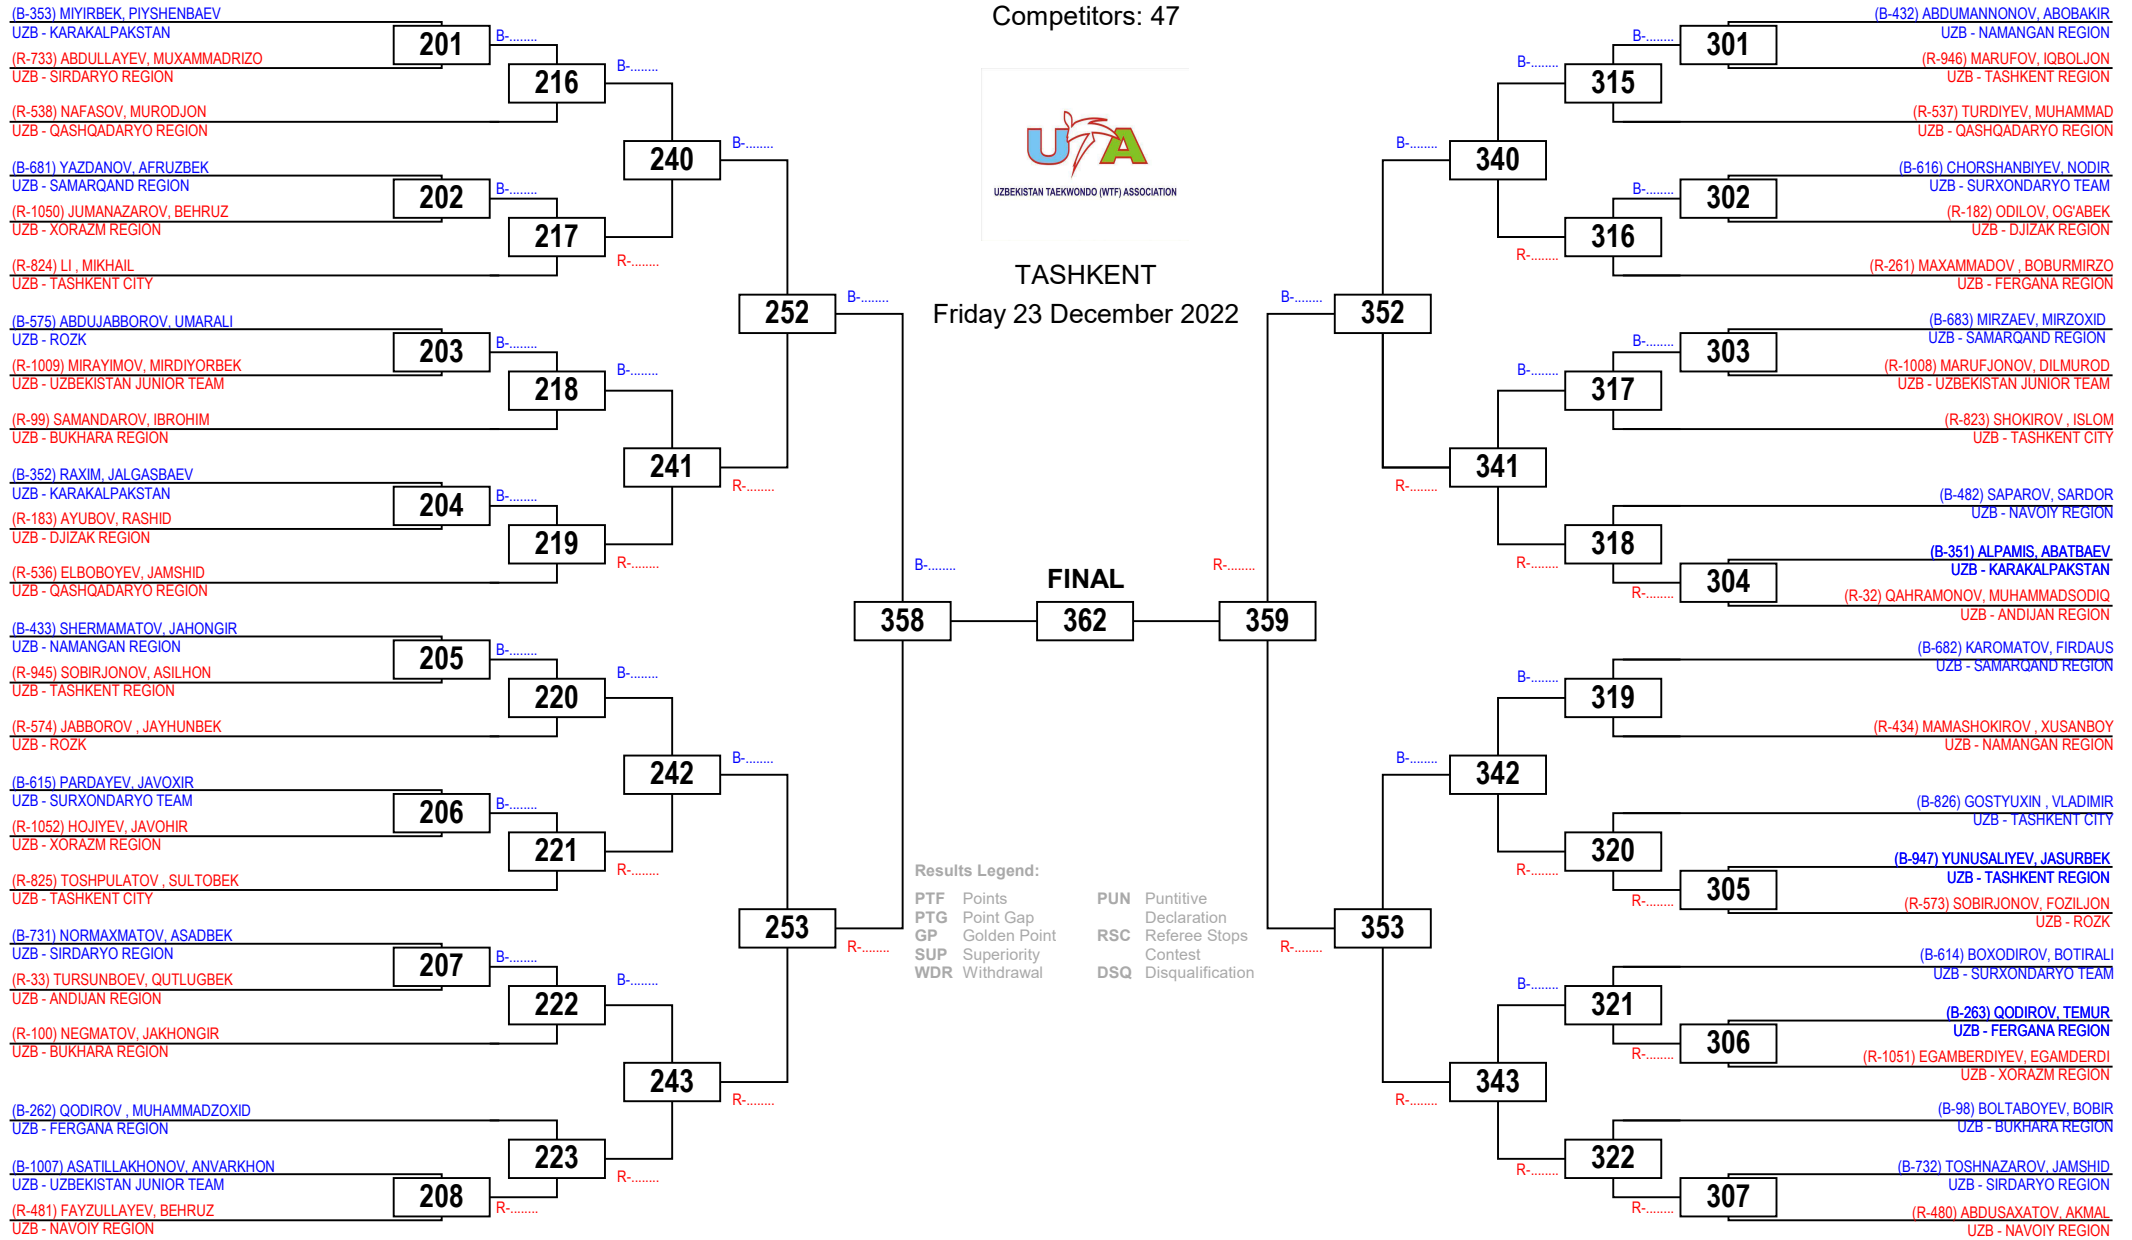 Competitors: 47
UTA
UZBEKISTAN TAEKWONDO (WTF) ASSOCIATION
TASHKENT
Friday 23 December 2022
(B-353) MIYIRBEK, PIYSHENBAEV
UZB - KARAKALPAKSTAN
201
B-........
(R-733) ABDULLAYEV, MUXAMMADRIZO
UZB - SIRDARYO REGION
216
B-........
(R-538) NAFASOV, MURODJON
UZB - QASHQADARYO REGION
240
B-........
(B-681) YAZDANOV, AFRUZBEK
UZB - SAMARQAND REGION
202
B-........
(R-1050) JUMANAZAROV, BEHRUZ
UZB - XORAZM REGION
217
R-........
(R-824) LI , MIKHAIL
UZB - TASHKENT CITY
252
B-........
(B-575) ABDUJABBOROV, UMARALI
UZB - ROZK
203
B-........
(R-1009) MIRAYIMOV, MIRDIYORBEK
UZB - UZBEKISTAN JUNIOR TEAM
218
B-........
(R-99) SAMANDAROV, IBROHIM
UZB - BUKHARA REGION
241
R-........
(B-352) RAXIM, JALGASBAEV
UZB - KARAKALPAKSTAN
204
B-........
(R-183) AYUBOV, RASHID
UZB - DJIZAK REGION
219
R-........
(R-536) ELBOBOYEV, JAMSHID
UZB - QASHQADARYO REGION
B-........
358
(B-433) SHERMAMATOV, JAHONGIR
UZB - NAMANGAN REGION
205
B-........
(R-945) SOBIRJONOV, ASILHON
UZB - TASHKENT REGION
220
B-........
(R-574) JABBOROV , JAYHUNBEK
UZB - ROZK
242
B-........
(B-615) PARDAYEV, JAVOXIR
UZB - SURXONDARYO TEAM
206
B-........
(R-1052) HOJIYEV, JAVOHIR
UZB - XORAZM REGION
221
R-........
(R-825) TOSHPULATOV , SULTOBEK
UZB - TASHKENT CITY
253
R-........
(B-731) NORMAXMATOV, ASADBEK
UZB - SIRDARYO REGION
207
B-........
(R-33) TURSUNBOEV, QUTLUGBEK
UZB - ANDIJAN REGION
222
B-........
(R-100) NEGMATOV, JAKHONGIR
UZB - BUKHARA REGION
243
R-........
(B-262) QODIROV , MUHAMMADZOXID
UZB - FERGANA REGION
223
R-........
(B-1007) ASATILLAKHONOV, ANVARKHON
UZB - UZBEKISTAN JUNIOR TEAM
208
R-........
(R-481) FAYZULLAYEV, BEHRUZ
UZB - NAVOIY REGION
FINAL
362
Results Legend:
PTF Points
PTG Point Gap
GP Golden Point
SUP Superiority
WDR Withdrawal
PUN Puntitive
Declaration
RSC Referee Stops
Contest
DSQ Disqualification
(B-432) ABDUMANNONOV, ABOBAKIR
UZB - NAMANGAN REGION
B-........
301
(R-946) MARUFOV, IQBOLJON
UZB - TASHKENT REGION
B-........
315
(R-537) TURDIYEV, MUHAMMAD
UZB - QASHQADARYO REGION
B-........
340
(B-616) CHORSHANBIYEV, NODIR
UZB - SURXONDARYO TEAM
B-........
302
(R-182) ODILOV, OG'ABEK
UZB - DJIZAK REGION
R-........
316
(R-261) MAXAMMADOV , BOBURMIRZO
UZB - FERGANA REGION
B-........
352
(B-683) MIRZAEV, MIRZOXID
UZB - SAMARQAND REGION
B-........
303
(R-1008) MARUFJONOV, DILMUROD
UZB - UZBEKISTAN JUNIOR TEAM
B-........
317
(R-823) SHOKIROV , ISLOM
UZB - TASHKENT CITY
R-........
341
(B-482) SAPAROV, SARDOR
UZB - NAVOIY REGION
R-........
318
(B-351) ALPAMIS, ABATBAEV
UZB - KARAKALPAKSTAN
R-........
304
(R-32) QAHRAMONOV, MUHAMMADSODIQ
UZB - ANDIJAN REGION
R-........
359
(B-682) KAROMATOV, FIRDAUS
UZB - SAMARQAND REGION
B-........
319
(R-434) MAMASHOKIROV , XUSANBOY
UZB - NAMANGAN REGION
B-........
342
(B-826) GOSTYUXIN , VLADIMIR
UZB - TASHKENT CITY
R-........
320
(B-947) YUNUSALIYEV, JASURBEK
UZB - TASHKENT REGION
R-........
305
(R-573) SOBIRJONOV, FOZILJON
UZB - ROZK
R-........
353
(B-614) BOXODIROV, BOTIRALI
UZB - SURXONDARYO TEAM
B-........
321
(B-263) QODIROV, TEMUR
UZB - FERGANA REGION
R-........
306
(R-1051) EGAMBERDIYEV, EGAMDERDI
UZB - XORAZM REGION
R-........
343
(B-98) BOLTABOYEV, BOBIR
UZB - BUKHARA REGION
R-........
322
(B-732) TOSHNAZAROV, JAMSHID
UZB - SIRDARYO REGION
R-........
307
(R-480) ABDUSAXATOV, AKMAL
UZB - NAVOIY REGION